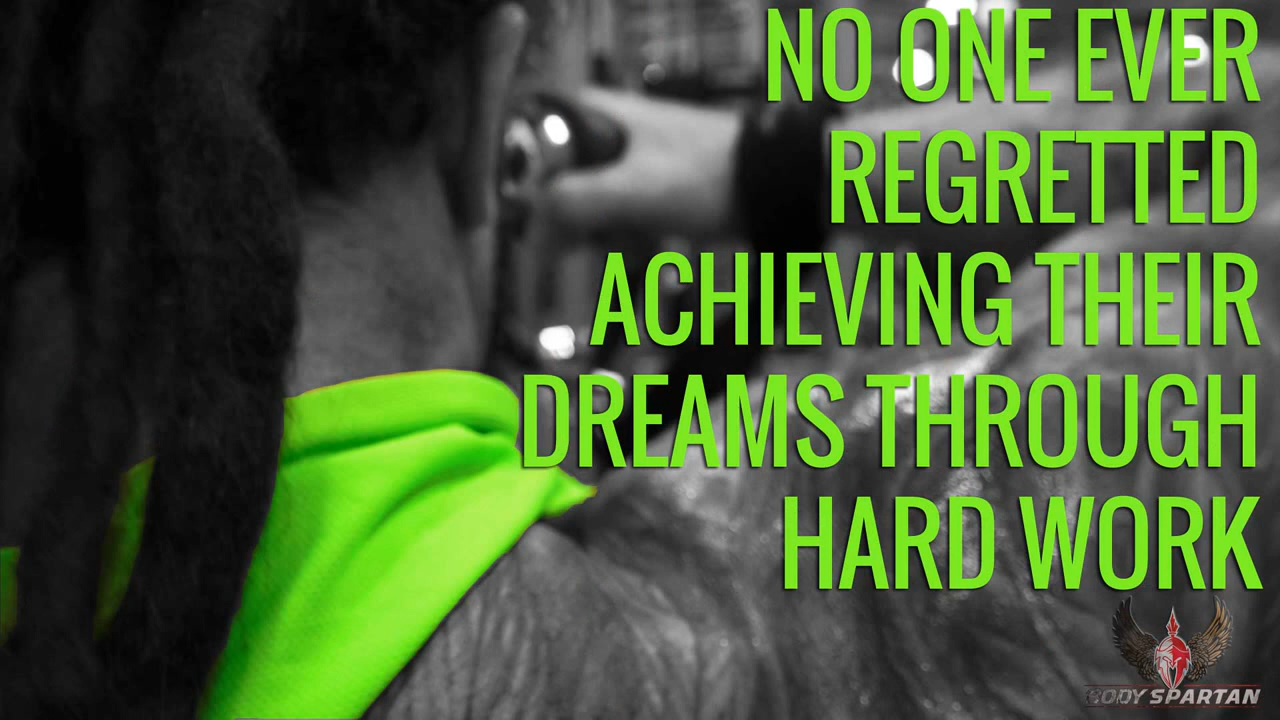 NO ONE EVER
REGRETTED
ACHIEVING THEIR
DREAMS THROUGH
HARD WORK
BODY SPARTAN